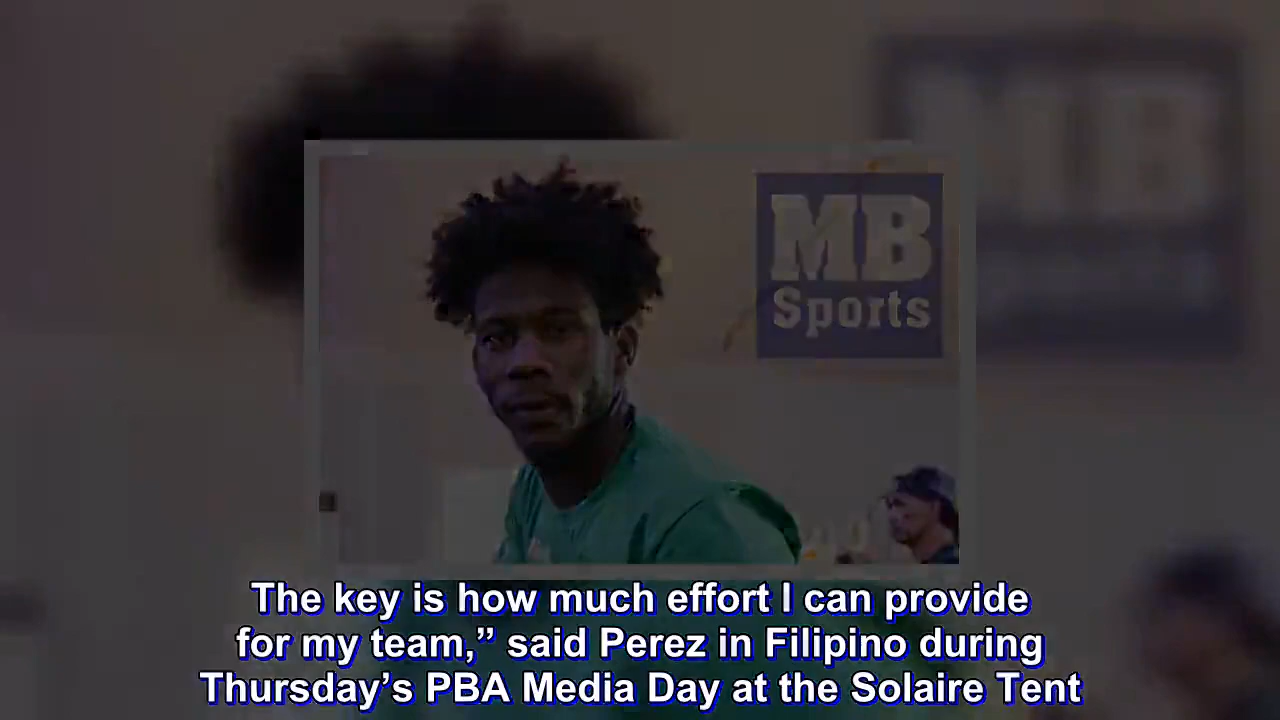 MB
Sports
The key is how much effort I can provide
for my team,” said Perez in Filipino during
Thursday’s PBA Media Day at the Solaire Tent